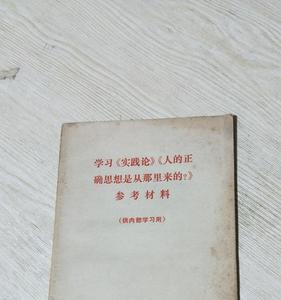 学习《实践论》《人的正
确思想是从那里来的?》
参考材料
(供内部学习用)